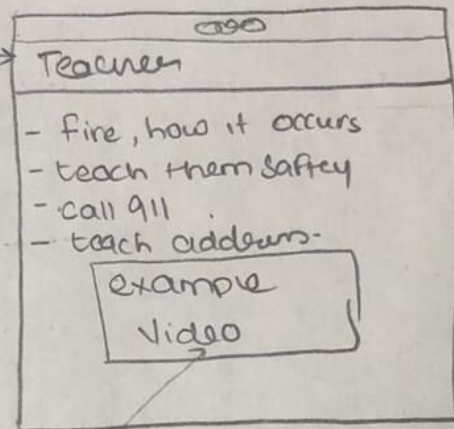 Teacher
- fire, how it occurs
- teach them saftey
- call 911
- teach address.
example
Video